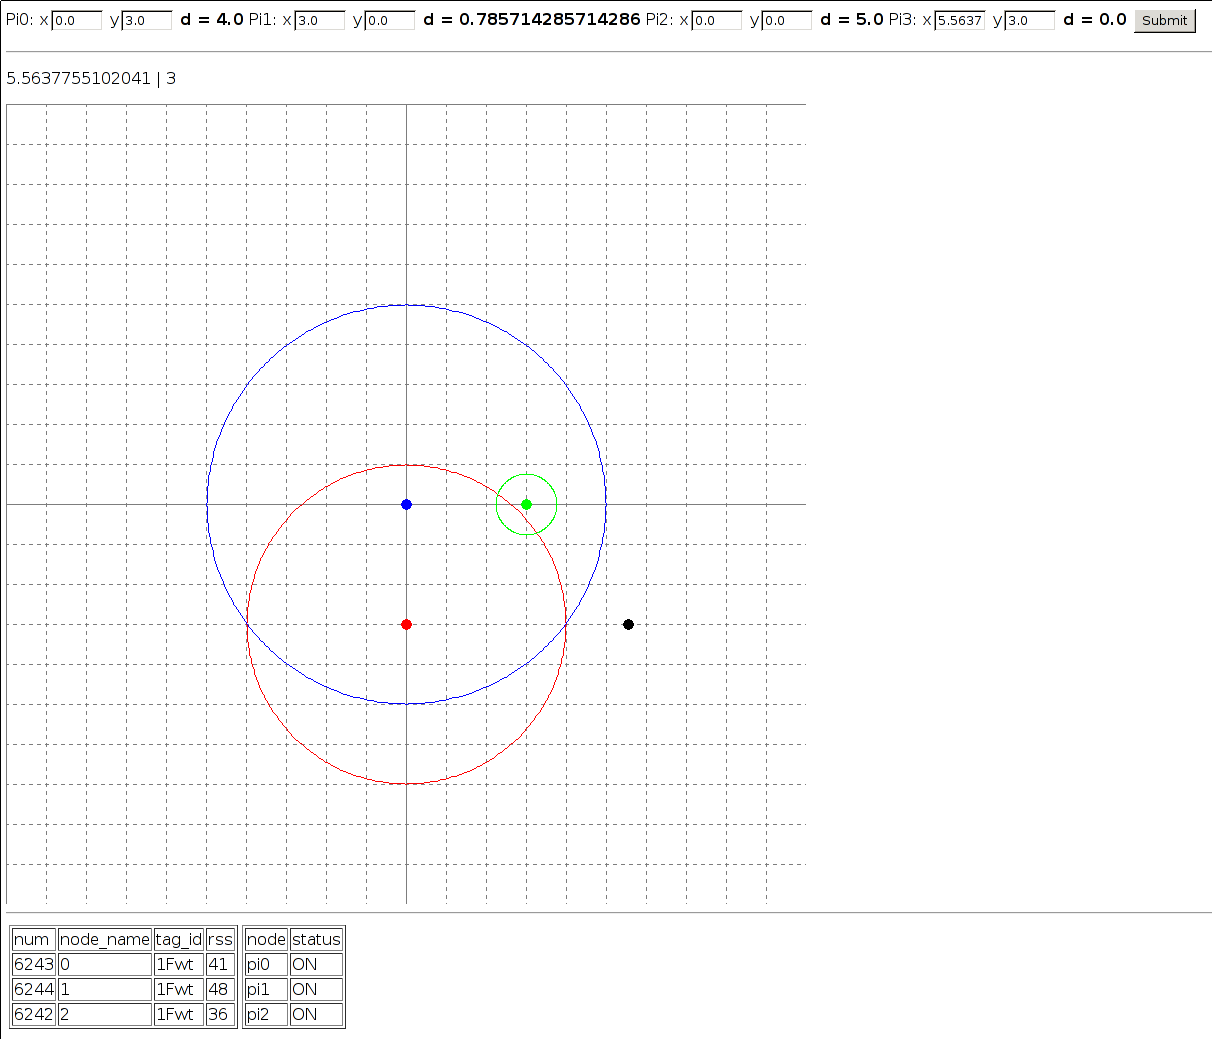 Pi0: x 0.0 y 3.0 d = 4.0 Pi1: x 3.0 y 0.0 d = 0.785714285714286 Pi2: x 0.0 y 0.0 d = 5.0 Pi3: x 5.5637 y 3.0 d = 0.0 Submit
5.5637755102041 | 3
num node_name tag_id rss node status
6243 0 1Fwt 41 pi0 ON
6244 1 1Fwt 48 pi1 ON
6242 2 1Fwt 36 pi2 ON